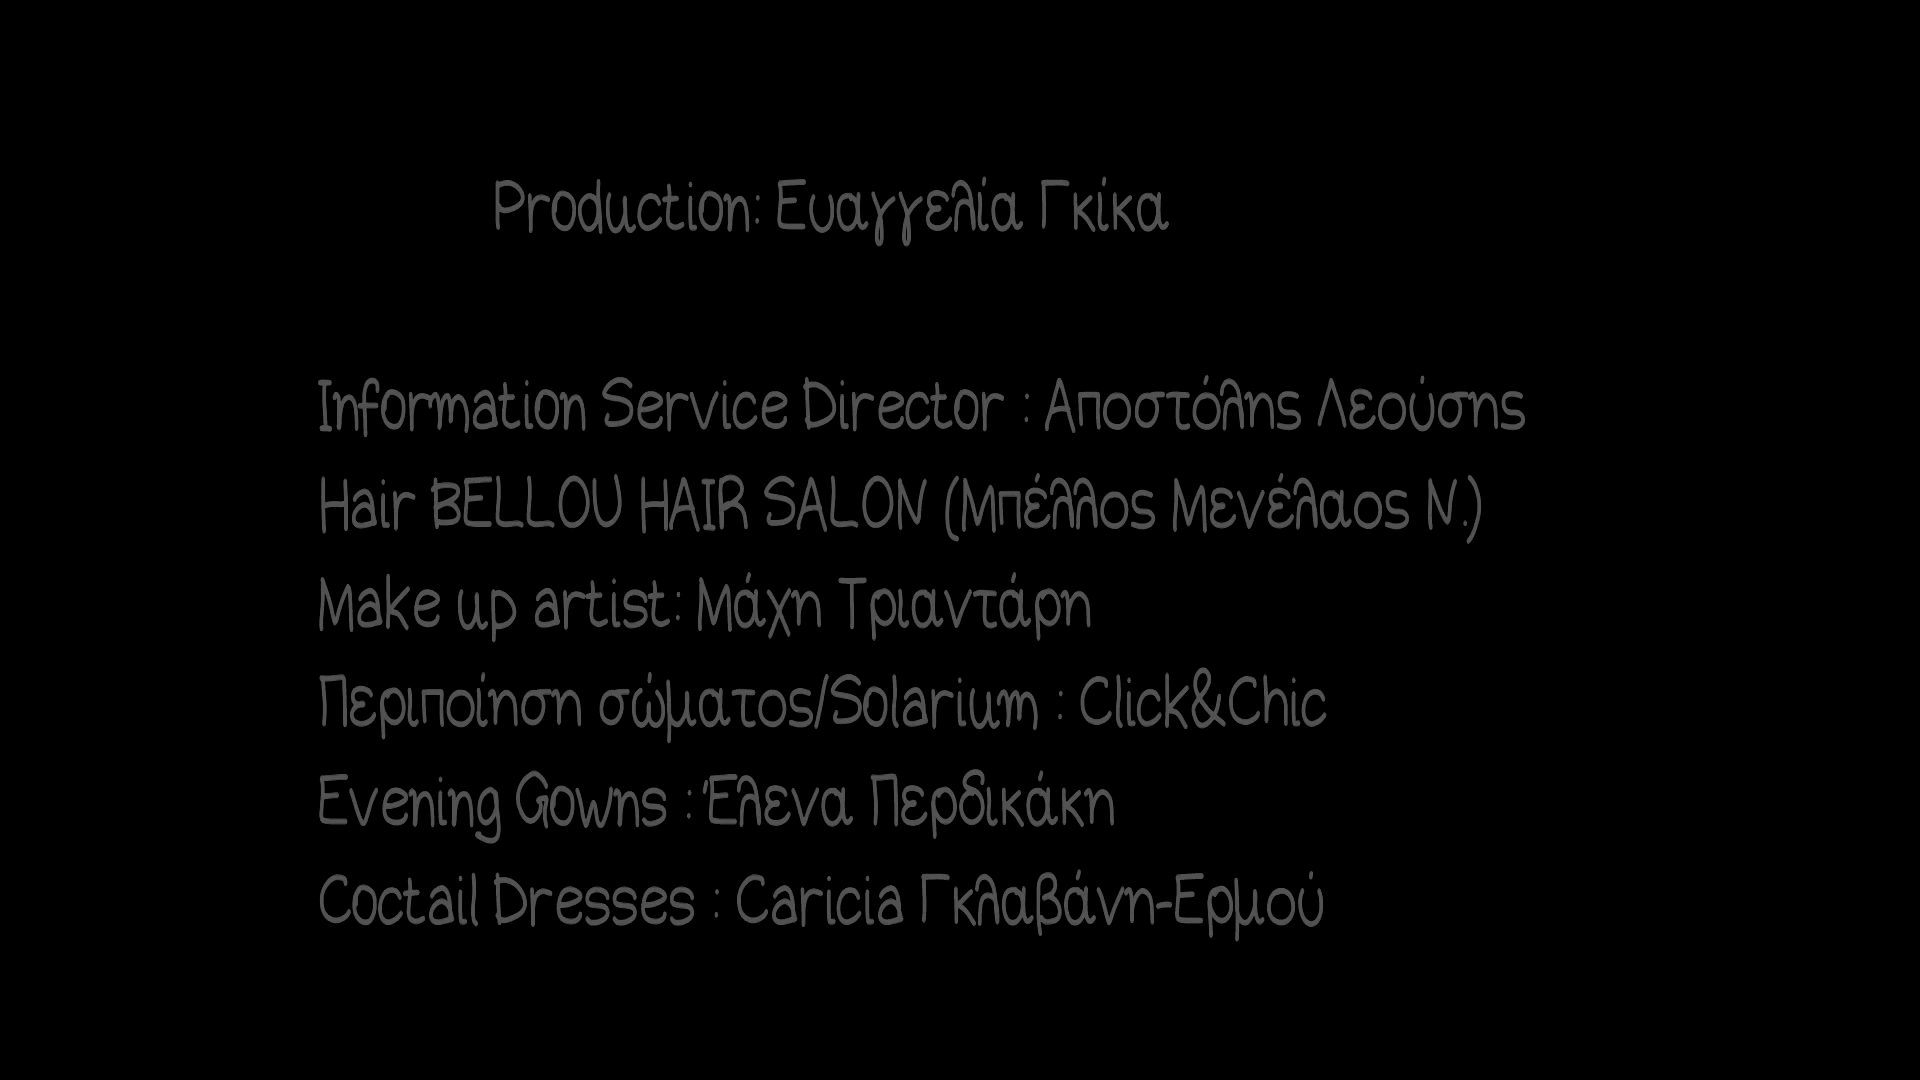 Production: Ευαγγελία Γκίκα
Information Service Director : Αποστόλης Λεούσης
Hair BELLOU HAIR SALON (Μπέλλος Μενέλαος Ν.)
Make up artist: Μάχη Τριαντάρη
Περιποίηση σώματος/Solarium : Click&Chic
Evening Gowns : Έλενα Περδικάκη
Coctail Dresses : Caricia Γκλαβάνη-Ερμού